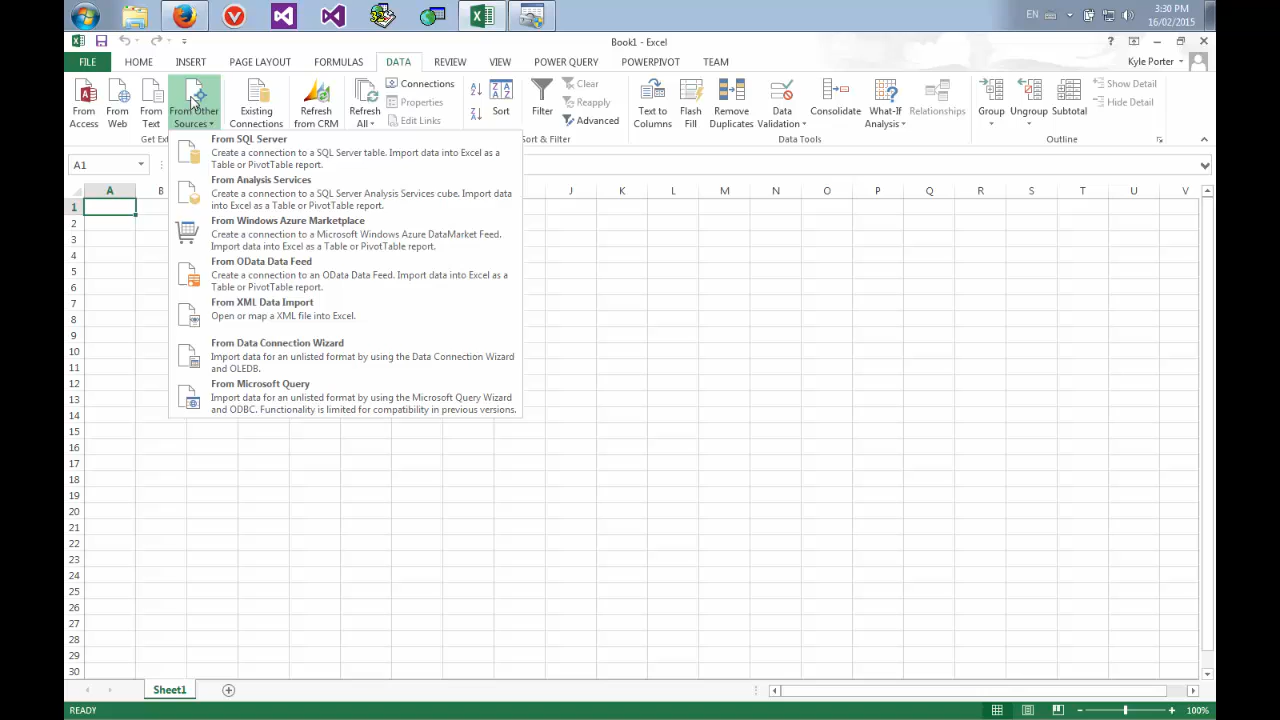 EN
3:30 PM
16/02/2015
Book1 - Excel
FILE HOME INSERT PAGE LAYOUT FORMULAS DATA REVIEW VIEW POWER QUERY POWERPIVOT TEAM
Kyle Porter
From Access
From Web
From Text
From Other Sources
Existing Connections
Refresh from CRM
Refresh All
Connections
Properties
Edit Links
Sort
Filter
Clear
Reapply
Advanced
Text to Columns
Flash Fill
Remove Duplicates
Data Validation
Consolidate
What-If Analysis
Relationships
Group
Ungroup
Subtotal
Show Detail
Hide Detail
Get Ex
Sort & Filter
Data Tools
Outline
A1
From SQL Server
Create a connection to a SQL Server table. Import data into Excel as a
Table or PivotTable report.
From Analysis Services
Create a connection to a SQL Server Analysis Services cube. Import data
into Excel as a Table or PivotTable report.
From Windows Azure Marketplace
Create a connection to a Microsoft Windows Azure DataMarket Feed.
Import data into Excel as a Table or PivotTable report.
From OData Data Feed
Create a connection to an OData Data Feed. Import data into Excel as a
Table or PivotTable report.
From XML Data Import
Open or map a XML file into Excel.
From Data Connection Wizard
Import data for an unlisted format by using the Data Connection Wizard
and OLEDB.
From Microsoft Query
Import data for an unlisted format by using the Microsoft Query Wizard
and ODBC. Functionality is limited for compatibility in previous versions.
A B J K L M N O P Q R S T U V
1
2
3
4
5
6
7
8
9
10
11
12
13
14
15
16
17
18
19
20
21
22
23
24
25
26
27
28
29
30
Sheet1
READY
100%